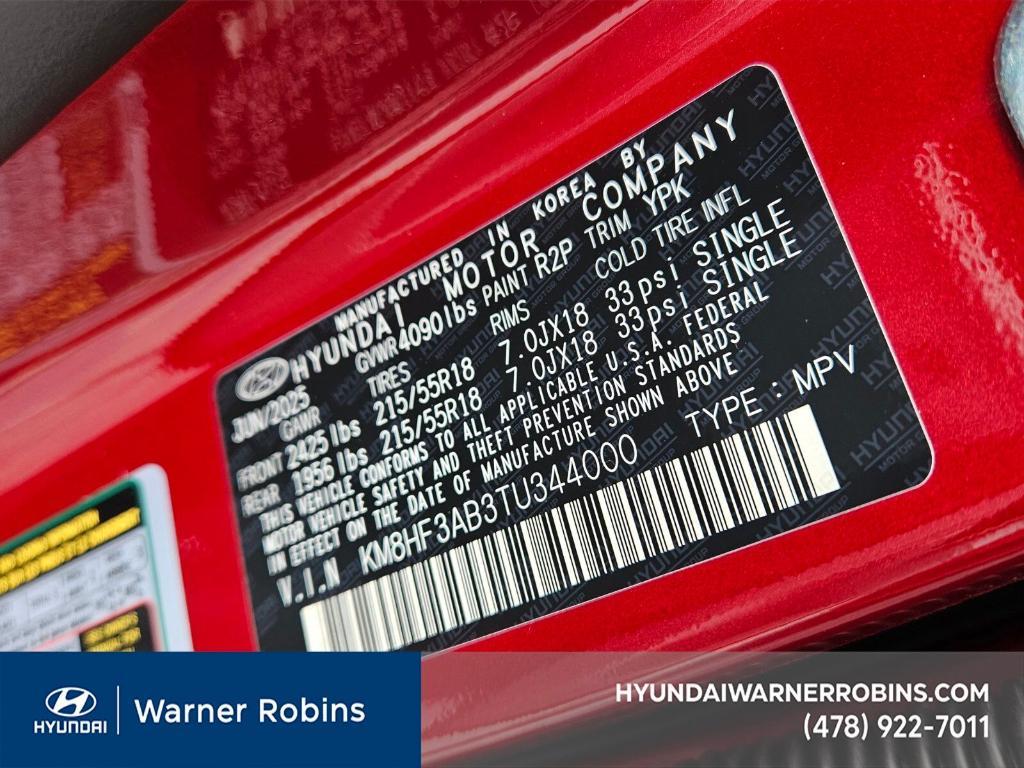 MANUFACTURED IN KOREA BY
HYUNDAI MOTOR COMPANY
JUN/2025 GVWR 4090 lbs PAINT R2P TRIM YPK
GAWR TIRES RIMS COLD TIRE INFL
FRONT 2425 lbs 215/55R18 7.0JX18 33psi SINGLE
REAR 1956 lbs 215/55R18 7.0JX18 33psi SINGLE
THIS VEHICLE CONFORMS TO ALL APPLICABLE U.S.A. FEDERAL
MOTOR VEHICLE SAFETY AND THEFT PREVENTION STANDARDS
IN EFFECT ON THE DATE OF MANUFACTURE SHOWN ABOVE
V.I.N KM8HF3AB3TU344000 TYPE : MPV
HYUNDAI
Warner Robins
HYUNDAIWARNERROBINS.COM
(478) 922-7011